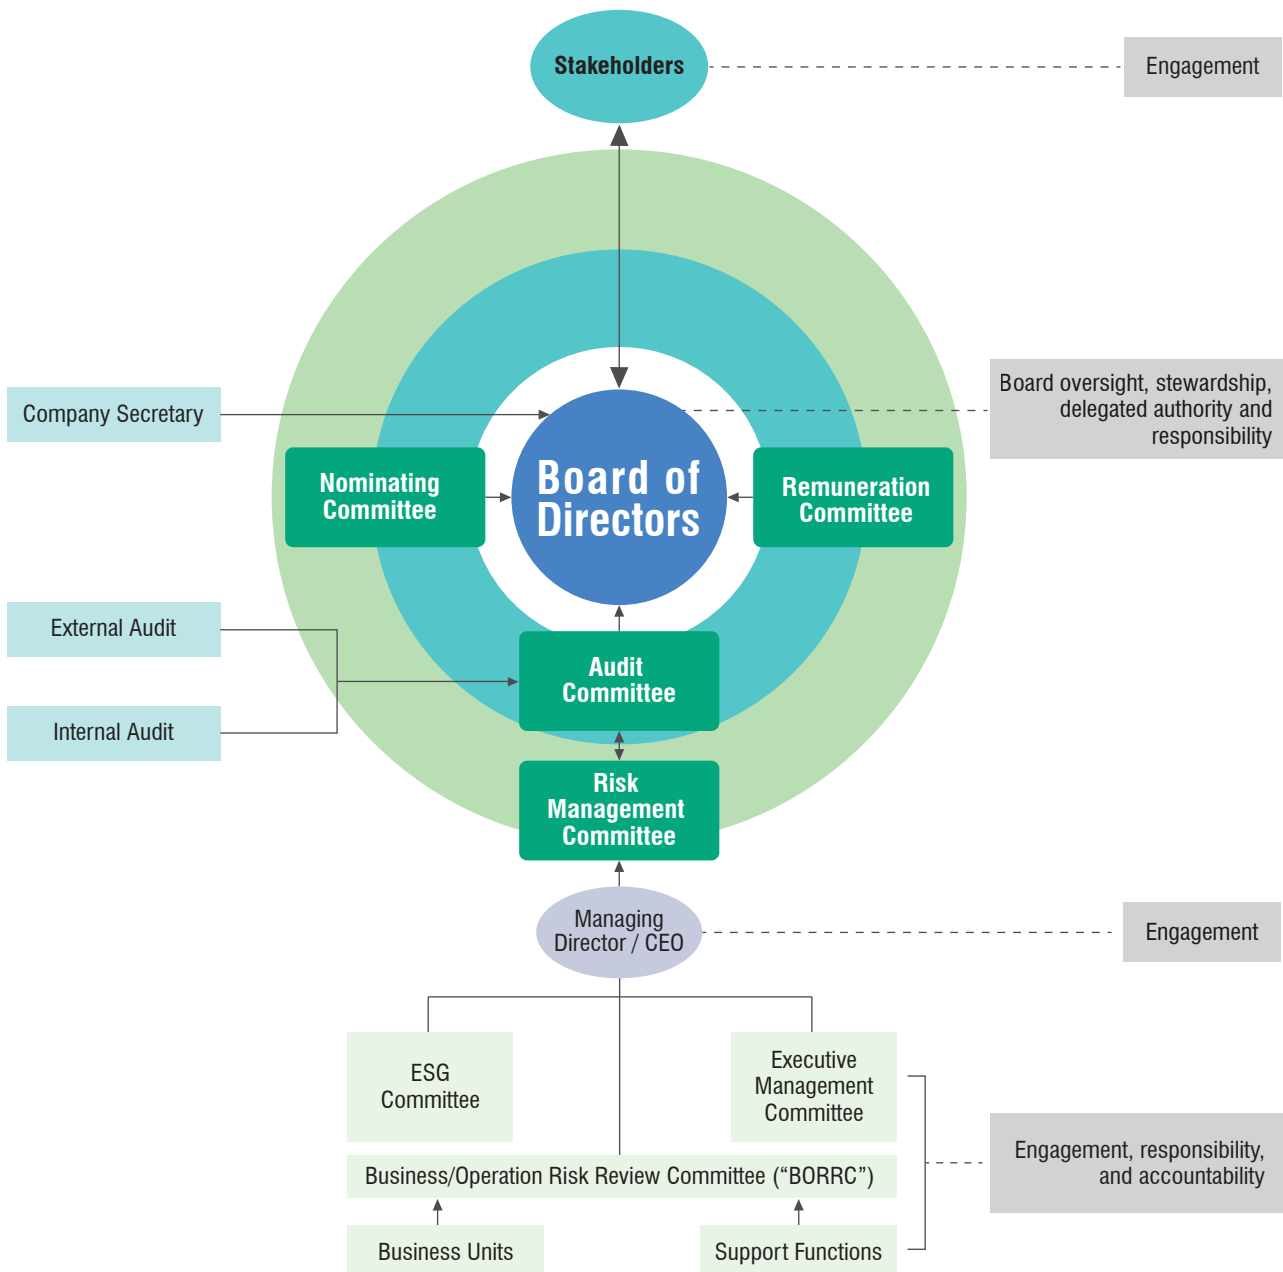 Stakeholders
Engagement
Board oversight, stewardship,
delegated authority and
responsibility
Company Secretary
Nominating
Committee
Board of
Directors
Remuneration
Committee
External Audit
Audit
Committee
Internal Audit
Risk
Management
Committee
Managing
Director / CEO
Engagement
ESG
Committee
Executive
Management
Committee
Engagement, responsibility,
and accountability
Business/Operation Risk Review Committee (“BORRC”)
Business Units
Support Functions